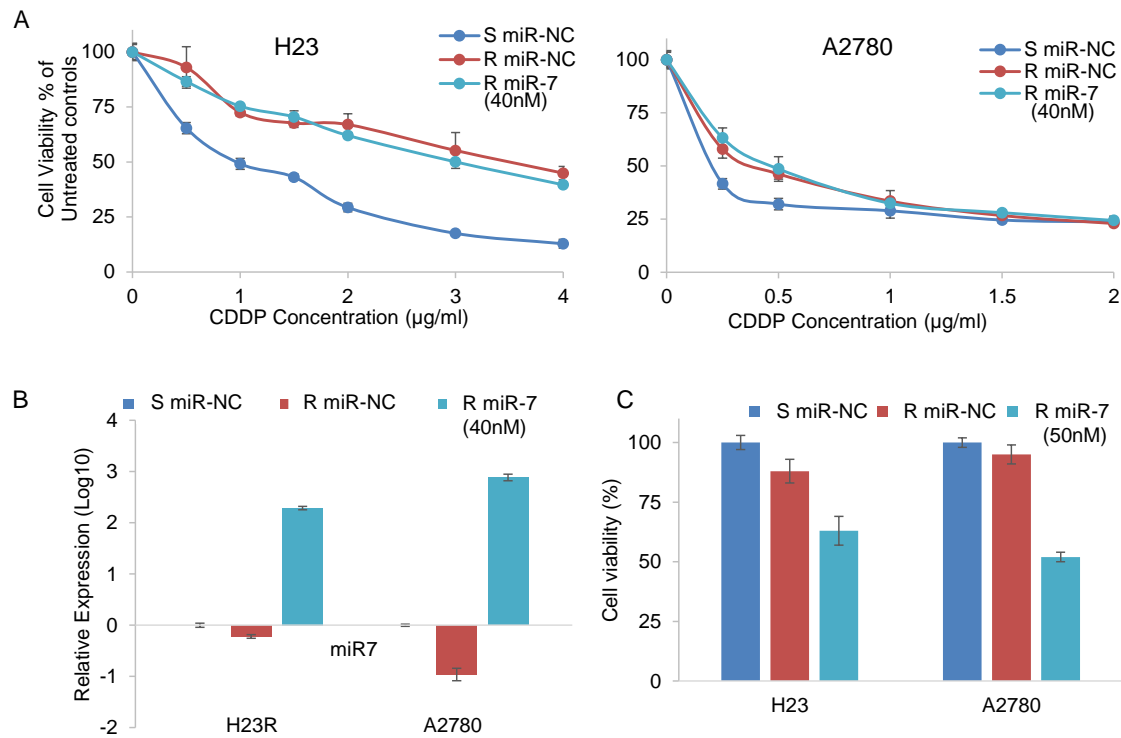 A
H23
S miR-NC
R miR-NC
R miR-7
(40nM)
Cell Viability % of
Untreated controls
100
75
50
25
0
0 1 2 3 4
CDDP Concentration (µg/ml)
A2780
S miR-NC
R miR-NC
R miR-7
(40nM)
100
75
50
25
0
0 0.5 1 1.5 2
CDDP Concentration (µg/ml)
B
S miR-NC R miR-NC R miR-7
(40nM)
Relative Expression (Log10)
4
3
2
1
0
-1
-2
miR7
H23R A2780
C
S miR-NC R miR-NC R miR-7
(50nM)
Cell viability (%)
100
75
50
25
0
H23 A2780